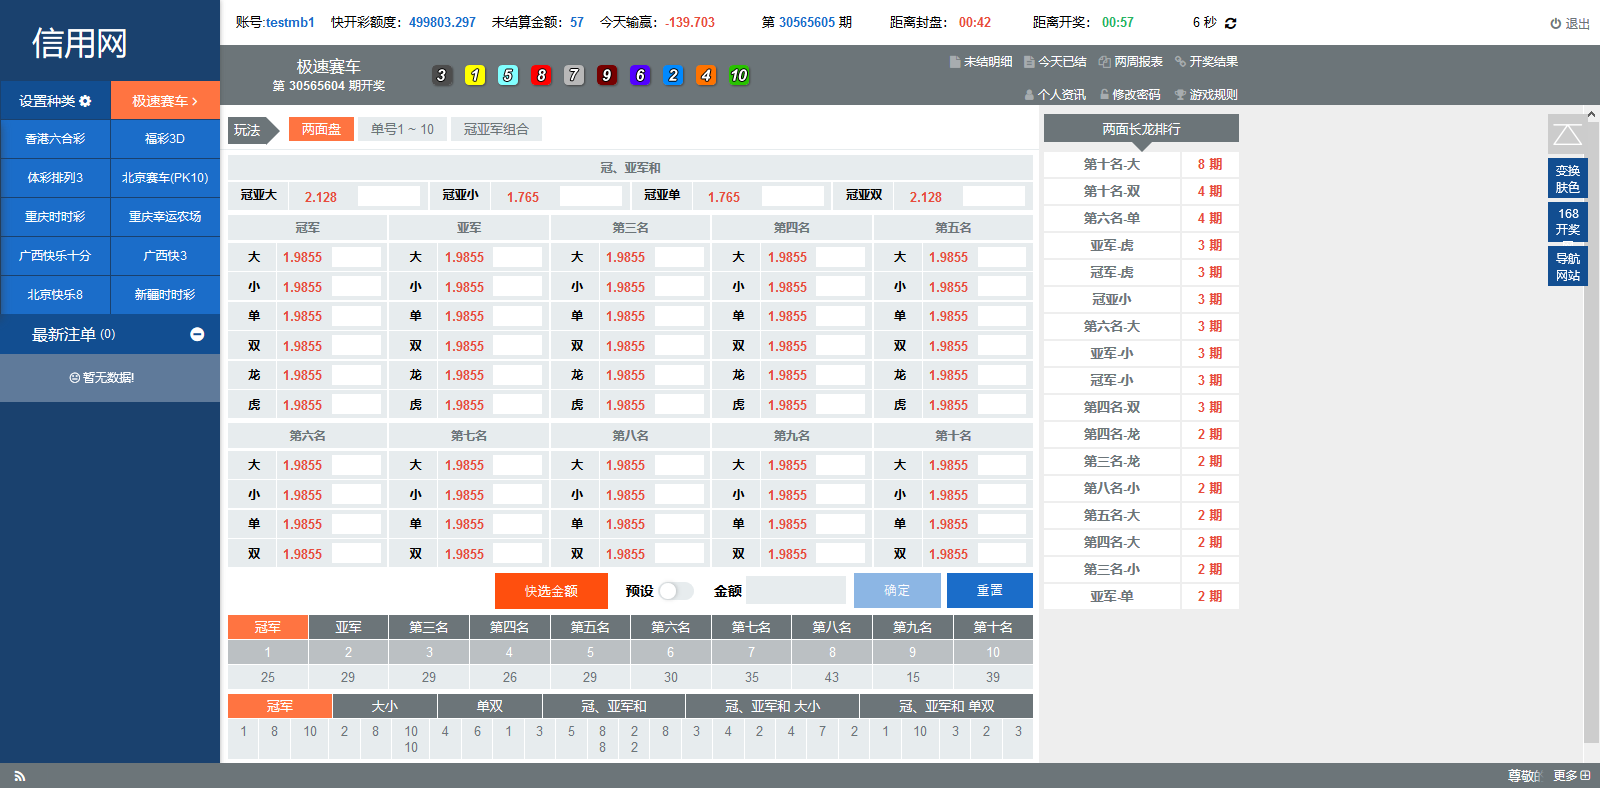 账号:testmb1 快开彩额度：499803.297 未结算金额：57 今天输赢：-139.703 第 30565605 期 距离封盘：00:42 距离开奖：00:57 6 秒 退出
信用网
极速赛车
第 30565604 期开奖
3 1 5 8 7 9 6 2 4 10
未结明细 今天已结 两周报表 开奖结果
个人资讯 修改密码 游戏规则
设置种类 极速赛车
香港六合彩 福彩3D
体彩排列3 北京赛车(PK10)
重庆时时彩 重庆幸运农场
广西快乐十分 广西快3
北京快乐8 新疆时时彩
最新注单 (0)
暂无数据!
玩法 两面盘 单号1 ~ 10 冠亚军组合
冠、亚军和
冠亚大 2.128 冠亚小 1.765 冠亚单 1.765 冠亚双 2.128
冠军 亚军 第三名 第四名 第五名
大 1.9855 大 1.9855 大 1.9855 大 1.9855 大 1.9855
小 1.9855 小 1.9855 小 1.9855 小 1.9855 小 1.9855
单 1.9855 单 1.9855 单 1.9855 单 1.9855 单 1.9855
双 1.9855 双 1.9855 双 1.9855 双 1.9855 双 1.9855
龙 1.9855 龙 1.9855 龙 1.9855 龙 1.9855 龙 1.9855
虎 1.9855 虎 1.9855 虎 1.9855 虎 1.9855 虎 1.9855
第六名 第七名 第八名 第九名 第十名
大 1.9855 大 1.9855 大 1.9855 大 1.9855 大 1.9855
小 1.9855 小 1.9855 小 1.9855 小 1.9855 小 1.9855
单 1.9855 单 1.9855 单 1.9855 单 1.9855 单 1.9855
双 1.9855 双 1.9855 双 1.9855 双 1.9855 双 1.9855
快选金额 预设 金额 确定 重置
冠军 亚军 第三名 第四名 第五名 第六名 第七名 第八名 第九名 第十名
1 2 3 4 5 6 7 8 9 10
25 29 29 26 29 30 35 43 15 39
冠军 大小 单双 冠、亚军和 冠、亚军和 大小 冠、亚军和 单双
1 8 10 2 8 10 4 6 1 3 5 8 2 8 3 4 2 4 7 2 1 10 3 2 3
10 8 2
两面长龙排行
第十名-大 8 期
第十名-双 4 期
第六名-单 4 期
亚军-虎 3 期
冠军-虎 3 期
冠亚小 3 期
第六名-大 3 期
亚军-小 3 期
冠军-小 3 期
第四名-双 3 期
第四名-龙 2 期
第三名-龙 2 期
第八名-小 2 期
第五名-大 2 期
第四名-大 2 期
第三名-小 2 期
亚军-单 2 期
变换
肤色
168
开奖
导航
网站
尊敬的 更多